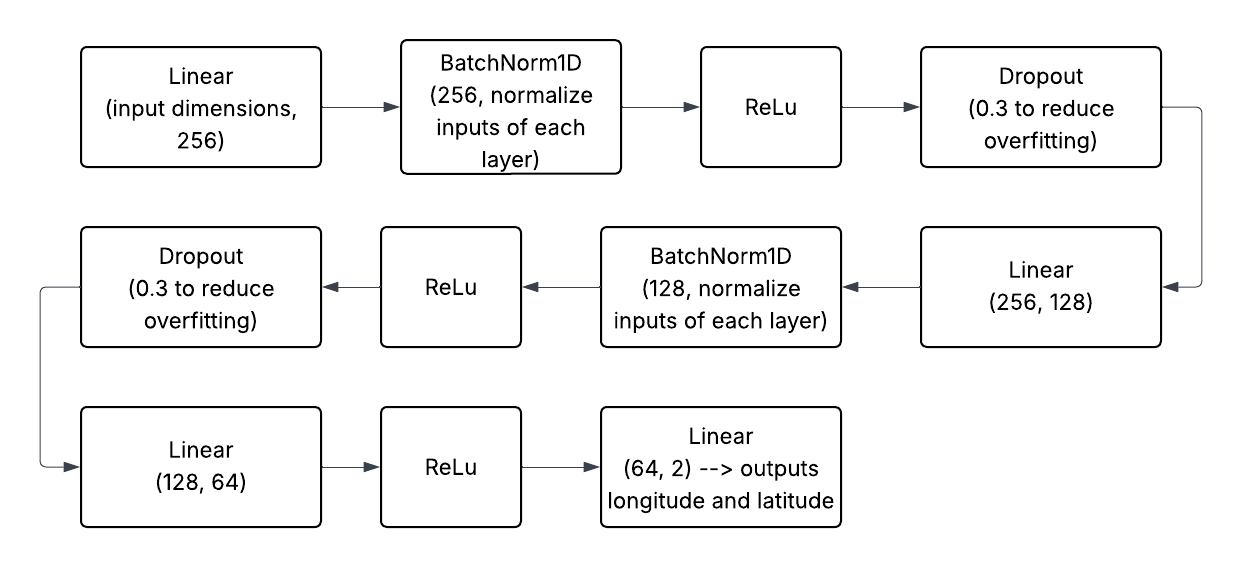 Linear
(input dimensions,
256)
BatchNorm1D
(256, normalize
inputs of each
layer)
ReLu
Dropout
(0.3 to reduce
overfitting)
Linear
(256, 128)
BatchNorm1D
(128, normalize
inputs of each layer)
ReLu
Dropout
(0.3 to reduce
overfitting)
Linear
(128, 64)
ReLu
Linear
(64, 2) --> outputs
longitude and latitude